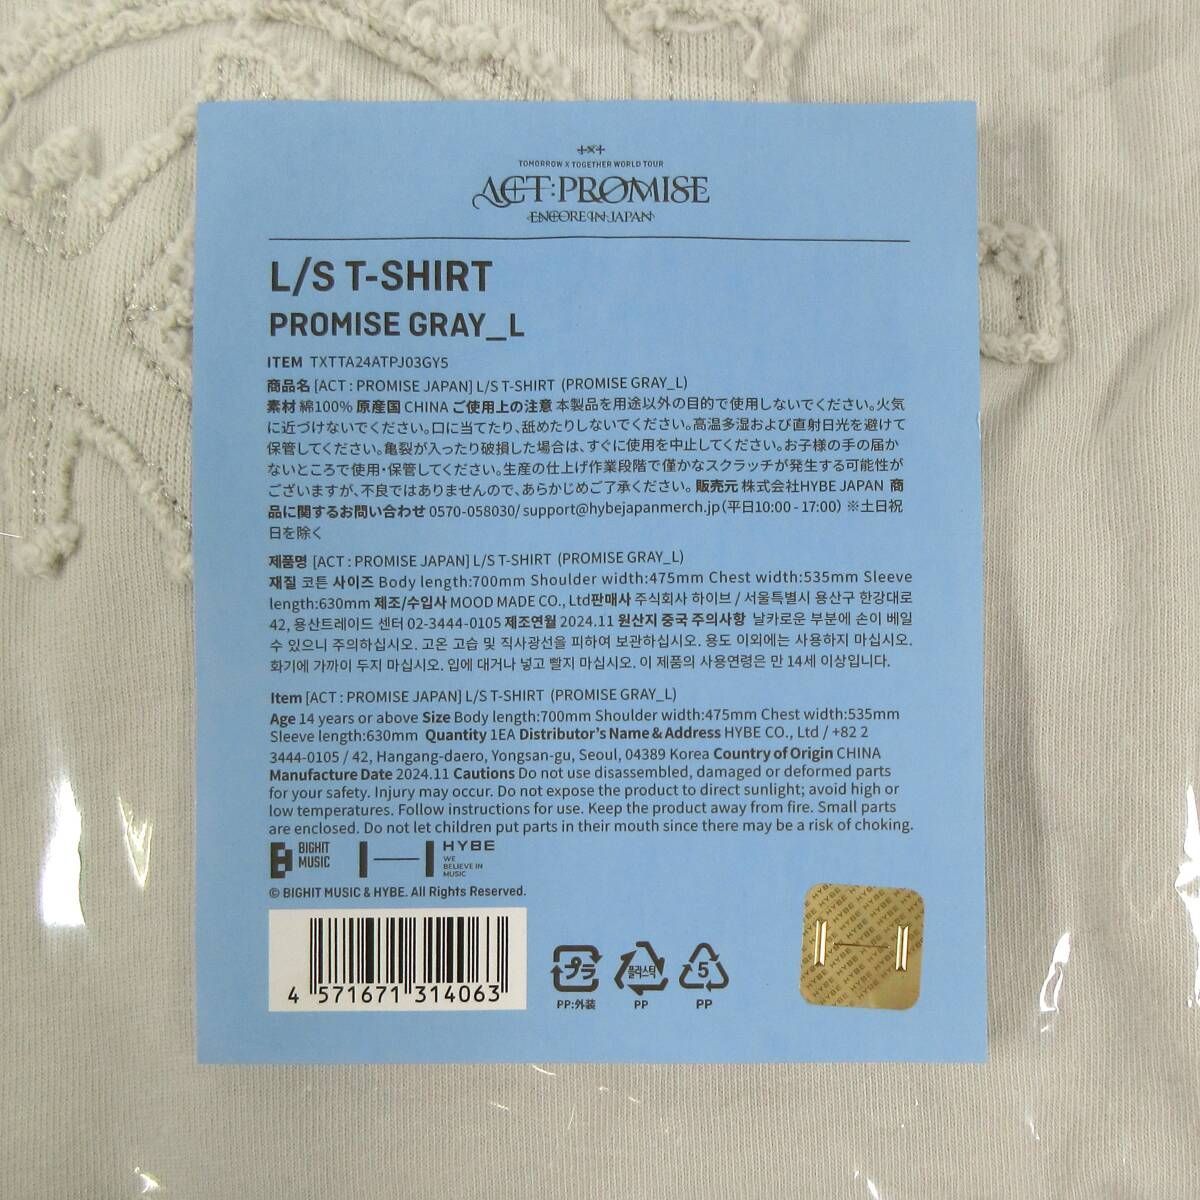 +×+
TOMORROW X TOGETHER WORLD TOUR
ACT:PROMISE
ENCORE IN JAPAN
L/S T-SHIRT
PROMISE GRAY_L
ITEM TXTTA24ATPJ03GY5
商品名 [ACT : PROMISE JAPAN] L/S T-SHIRT (PROMISE GRAY_L)
素材 綿100% 原産国 CHINA ご使用上の注意 本製品を用途以外の目的で使用しないでください。火気
に近づけないでください。口に当てたり、舐めたりしないでください。高温多湿および直射日光を避けて
保管してください。亀裂が入ったり破損した場合は、すぐに使用を中止してください。お子様の手の届か
ないところで使用・保管してください。生産の仕上げ作業段階で僅かなスクラッチが発生する可能性が
ございますが、不良ではありませんので、あらかじめご了承ください。 販売元 株式会社HYBE JAPAN 商
品に関するお問い合わせ 0570-058030/ support@hybejapanmerch.jp(平日10:00 - 17:00) ※土日祝
日を除く
제품명 [ACT : PROMISE JAPAN] L/S T-SHIRT (PROMISE GRAY_L)
재질 코튼 사이즈 Body length:700mm Shoulder width:475mm Chest width:535mm Sleeve
length:630mm 제조/수입사 MOOD MADE CO., Ltd판매사 주식회사 하이브 / 서울특별시 용산구 한강대로
42, 용산트레이드 센터 02-3444-0105 제조연월 2024.11 원산지 중국 주의사항 날카로운 부분에 손이 베일
수 있으니 주의하십시오. 고온 고습 및 직사광선을 피하여 보관하십시오. 용도 이외에는 사용하지 마십시오.
화기에 가까이 두지 마십시오. 입에 대거나 넣고 빨지 마십시오. 이 제품의 사용연령은 만 14세 이상입니다.
Item [ACT : PROMISE JAPAN] L/S T-SHIRT (PROMISE GRAY_L)
Age 14 years or above Size Body length:700mm Shoulder width:475mm Chest width:535mm
Sleeve length:630mm Quantity 1EA Distributor's Name & Address HYBE CO., Ltd / +82 2
3444-0105 / 42, Hangang-daero, Yongsan-gu, Seoul, 04389 Korea Country of Origin CHINA
Manufacture Date 2024.11 Cautions Do not use disassembled, damaged or deformed parts
for your safety. Injury may occur. Do not expose the product to direct sunlight; avoid high or
low temperatures. Follow instructions for use. Keep the product away from fire. Small parts
are enclosed. Do not let children put parts in their mouth since there may be a risk of choking.
BIGHIT
MUSIC
HYBE
WE
BELIEVE IN
MUSIC
© BIGHIT MUSIC & HYBE. All Rights Reserved.
4 571671 314063
プラ
PP:外装
플라스틱
PP
5
PP
HYBE HYBE HYBE